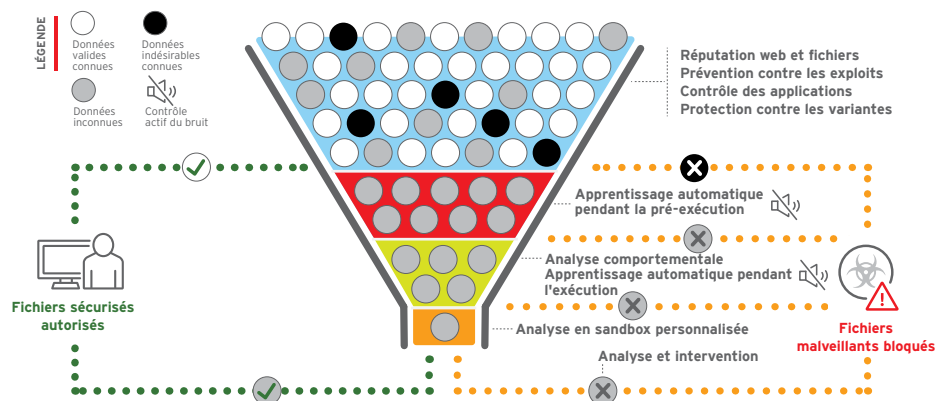 LÉGENDE
Données
valides
connues
Données
indésirables
connues
Données
inconnues
Contrôle
actif du bruit
Réputation web et fichiers
Prévention contre les exploits
Contrôle des applications
Protection contre les variantes
Apprentissage automatique
pendant la pré-exécution
Analyse comportementale
Apprentissage automatique pendant
l'exécution
Analyse en sandbox personnalisée
Analyse et intervention
Fichiers sécurisés
autorisés
Fichiers
malveillants bloqués